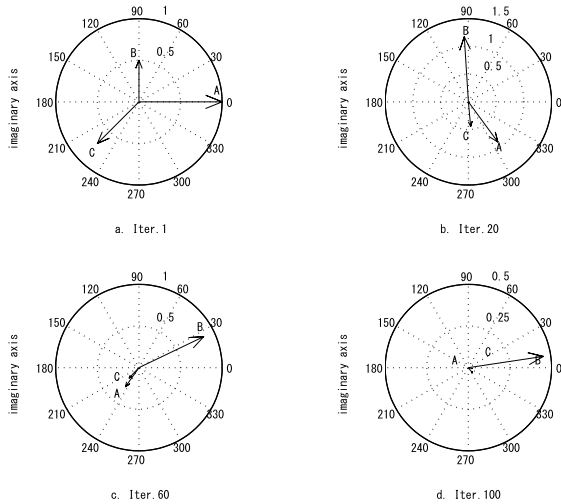 90 1 90 1.5
120 60 120 60
B B 1
150 0.5 30 150 0.5 30
A
180 0 180 0
imaginary axis imaginary axis
C C A
210 330 210 330
240 300 240 300
270 270
a. Iter.1 b. Iter.20
90 1 90 0.5
120 60 120 60
150 0.5 30 150 0.25 30
B
A C B
180 C 0 180 0
imaginary axis imaginary axis
A
210 330 210 330
240 300 240 300
270 270
c. Iter.60 d. Iter.100